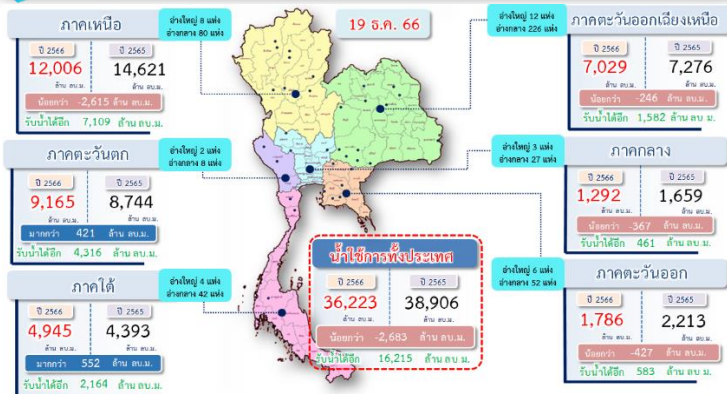 ภาคเหนือ
ปี 2566 ปี 2565
12,006 14,621
ล้าน ลบ.ม. ล้าน ลบ.ม.
น้อยกว่า -2,615 ล้าน ลบ.ม.
รับน้ำได้อีก 7,109 ล้าน ลบ.ม.
อ่างใหญ่ 8 แห่ง
อ่างกลาง 80 แห่ง
19 ธ.ค. 66
อ่างใหญ่ 12 แห่ง
อ่างกลาง 226 แห่ง
ภาคตะวันออกเฉียงเหนือ
ปี 2566 ปี 2565
7,029 7,276
ล้าน ลบ.ม. ล้าน ลบ.ม.
น้อยกว่า -246 ล้าน ลบ.ม.
รับน้ำได้อีก 1,582 ล้าน ลบ.ม.
ภาคตะวันตก
ปี 2566 ปี 2565
9,165 8,744
ล้าน ลบ.ม. ล้าน ลบ.ม.
มากกว่า 421 ล้าน ลบ.ม.
รับน้ำได้อีก 4,316 ล้าน ลบ.ม.
อ่างใหญ่ 2 แห่ง
อ่างกลาง 8 แห่ง
อ่างใหญ่ 3 แห่ง
อ่างกลาง 27 แห่ง
ภาคกลาง
ปี 2566 ปี 2565
1,292 1,659
ล้าน ลบ.ม. ล้าน ลบ.ม.
น้อยกว่า -367 ล้าน ลบ.ม.
รับน้ำได้อีก 461 ล้าน ลบ.ม.
ภาคใต้
ปี 2566 ปี 2565
4,945 4,393
ล้าน ลบ.ม. ล้าน ลบ.ม.
มากกว่า 552 ล้าน ลบ.ม.
รับน้ำได้อีก 2,164 ล้าน ลบ.ม.
อ่างใหญ่ 4 แห่ง
อ่างกลาง 42 แห่ง
น้ำใช้การทั้งประเทศ
ปี 2566 ปี 2565
36,223 38,906
ล้าน ลบ.ม. ล้าน ลบ.ม.
น้อยกว่า -2,683 ล้าน ลบ.ม.
รับน้ำได้อีก 16,215 ล้าน ลบ.ม.
อ่างใหญ่ 6 แห่ง
อ่างกลาง 52 แห่ง
ภาคตะวันออก
ปี 2566 ปี 2565
1,786 2,213
ล้าน ลบ.ม. ล้าน ลบ.ม.
น้อยกว่า -427 ล้าน ลบ.ม.
รับน้ำได้อีก 583 ล้าน ลบ.ม.